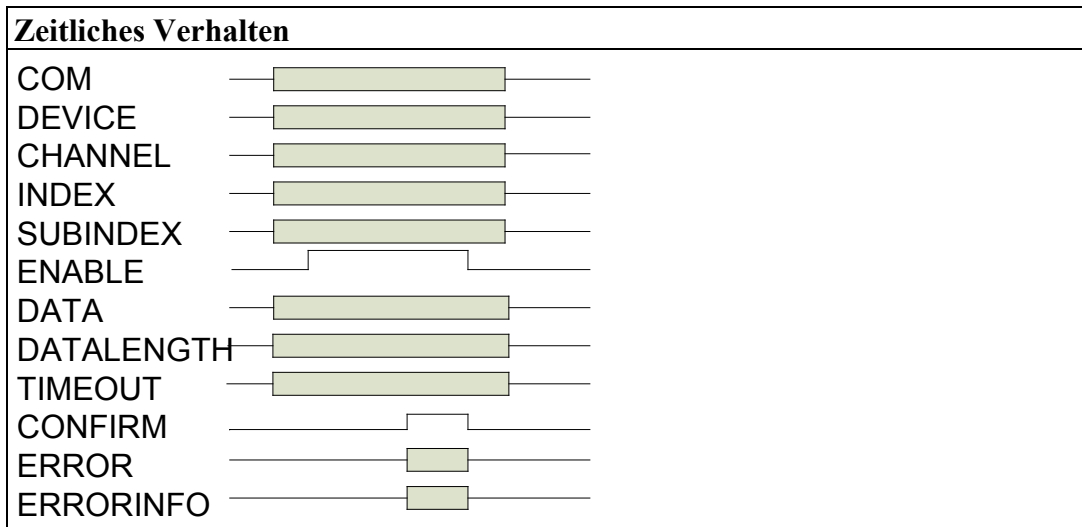 Zeitliches Verhalten
COM
DEVICE
CHANNEL
INDEX
SUBINDEX
ENABLE
DATA
DATALENGTH
TIMEOUT
CONFIRM
ERROR
ERRORINFO